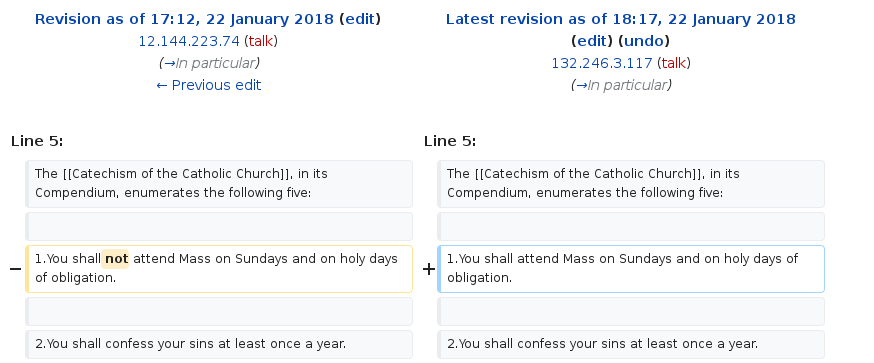 Revision as of 17:12, 22 January 2018 (edit)
12.144.223.74 (talk)
(→In particular)
← Previous edit
Latest revision as of 18:17, 22 January 2018
(edit) (undo)
132.246.3.117 (talk)
(→In particular)
Line 5:
Line 5:
The [[Catechism of the Catholic Church]], in its
Compendium, enumerates the following five:
The [[Catechism of the Catholic Church]], in its
Compendium, enumerates the following five:
− 1.You shall not attend Mass on Sundays and on holy days
of obligation.
+ 1.You shall attend Mass on Sundays and on holy days of
obligation.
2.You shall confess your sins at least once a year.
2.You shall confess your sins at least once a year.